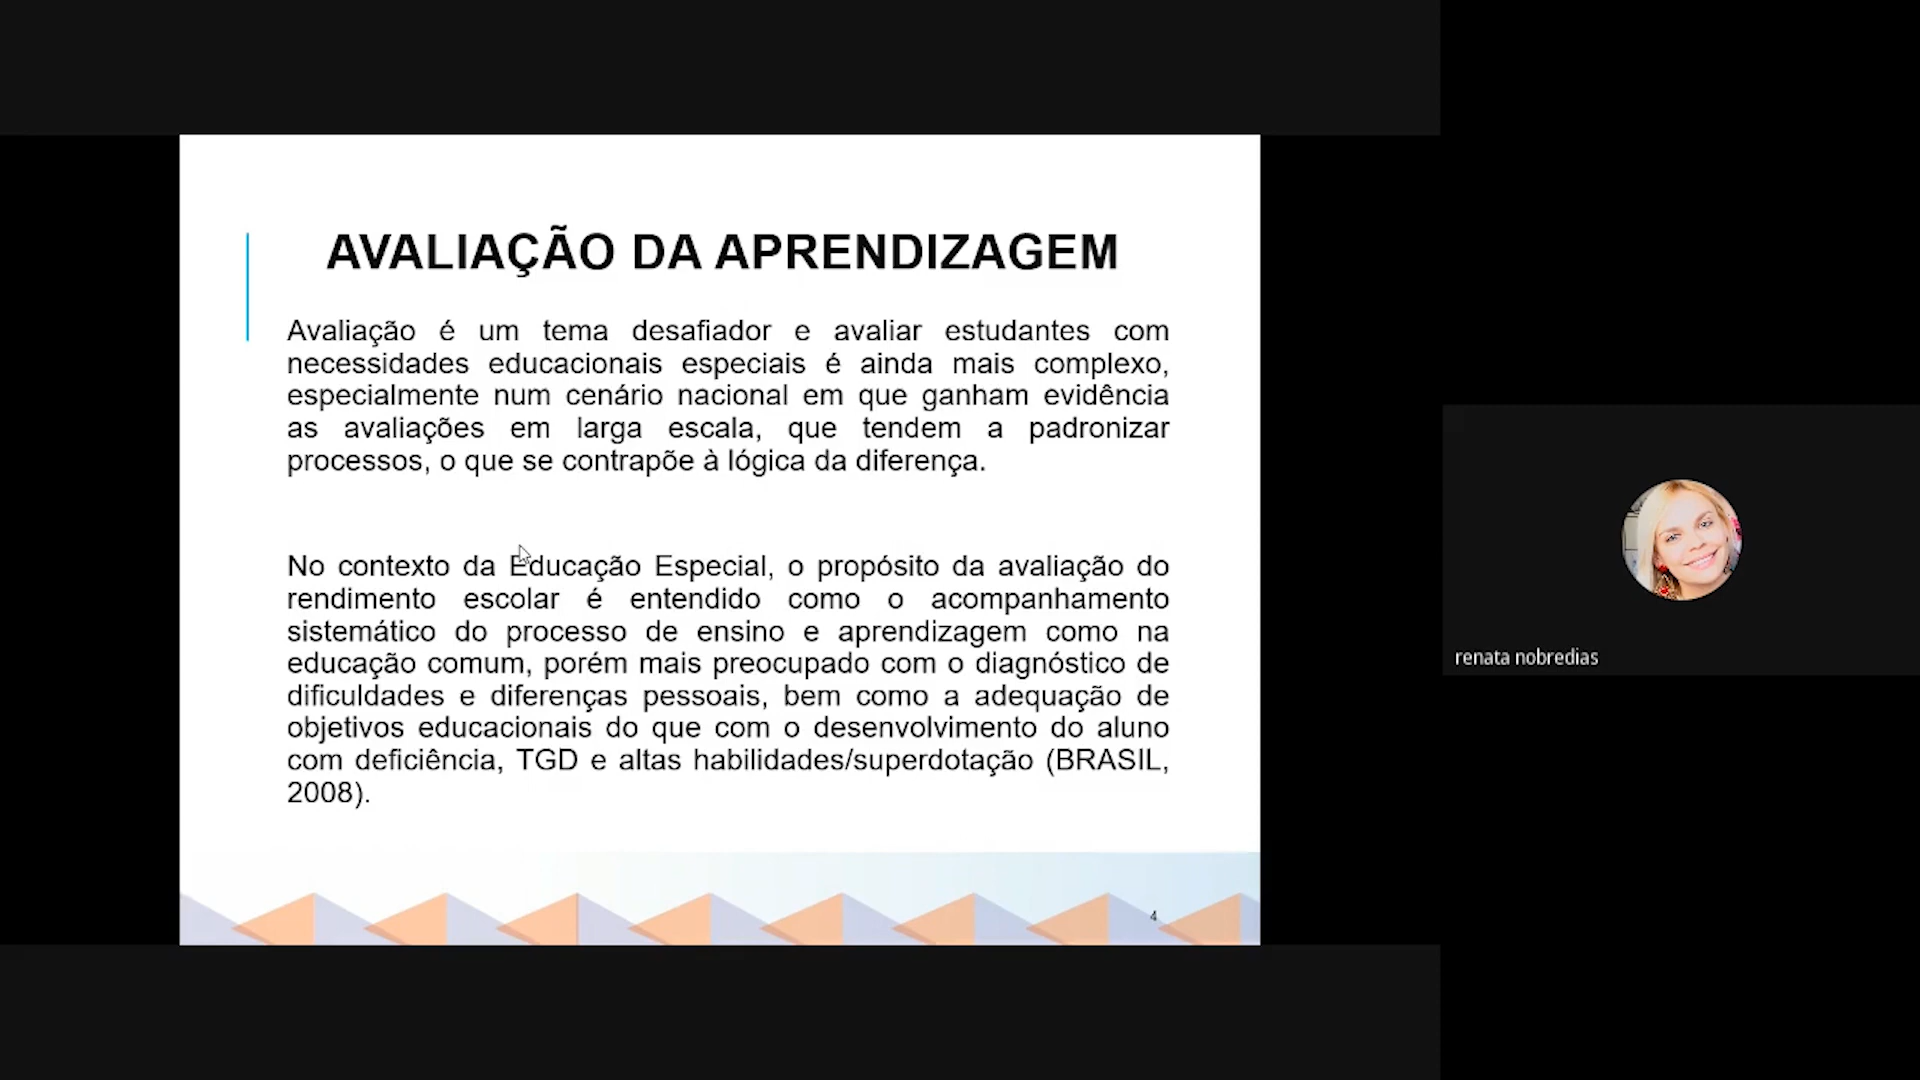 AVALIAÇÃO DA APRENDIZAGEM
Avaliação é um tema desafiador e avaliar estudantes com
necessidades educacionais especiais é ainda mais complexo,
especialmente num cenário nacional em que ganham evidência
as avaliações em larga escala, que tendem a padronizar
processos, o que se contrapõe à lógica da diferença.
No contexto da Educação Especial, o propósito da avaliação do
rendimento escolar é entendido como o acompanhamento
sistemático do processo de ensino e aprendizagem como na
educação comum, porém mais preocupado com o diagnóstico de
dificuldades e diferenças pessoais, bem como a adequação de
objetivos educacionais do que com o desenvolvimento do aluno
com deficiência, TGD e altas habilidades/superdotação (BRASIL,
2008).
4
renata nobredias